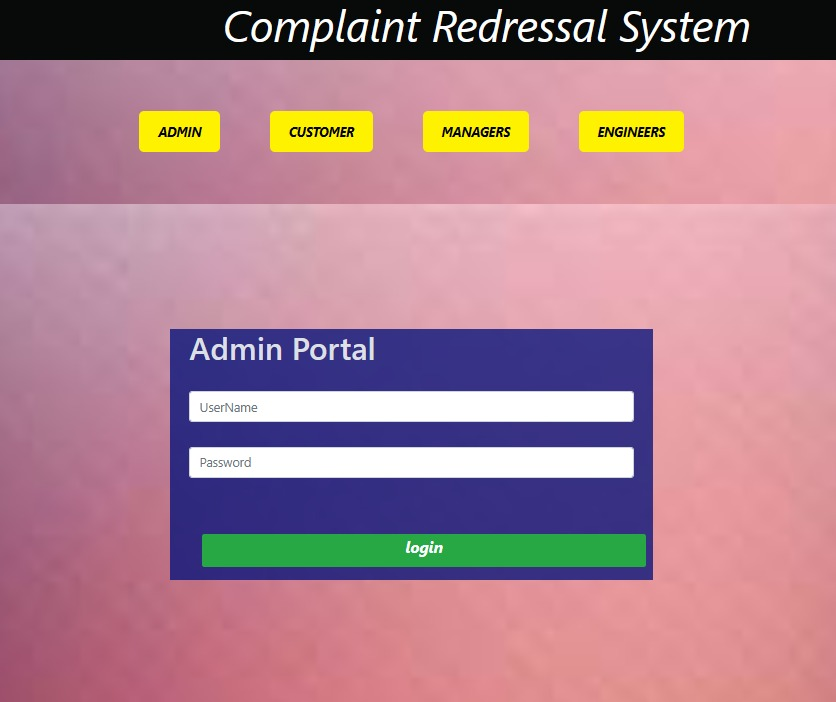 Complaint Redressal System
ADMIN CUSTOMER MANAGERS ENGINEERS
Admin Portal
UserName
Password
login